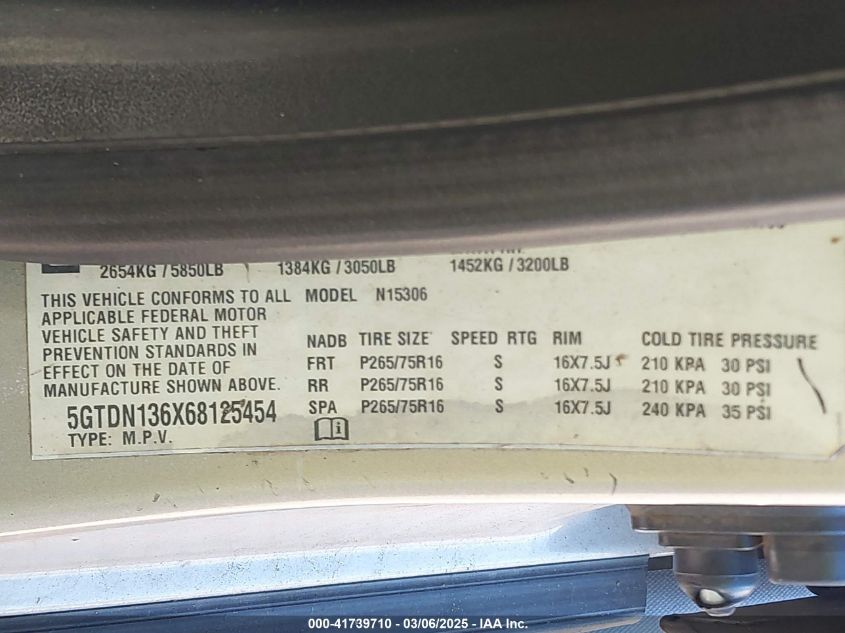 2654KG / 5850LB 1384KG / 3050LB 1452KG / 3200LB
THIS VEHICLE CONFORMS TO ALL
APPLICABLE FEDERAL MOTOR
VEHICLE SAFETY AND THEFT
PREVENTION STANDARDS IN
EFFECT ON THE DATE OF
MANUFACTURE SHOWN ABOVE.
5GTDN136X68125454
TYPE: M.P.V.
MODEL N15306
NADB TIRE SIZE SPEED RTG RIM COLD TIRE PRESSURE
FRT P265/75R16 S 16X7.5J 210 KPA 30 PSI
RR P265/75R16 S 16X7.5J 210 KPA 30 PSI
SPA P265/75R16 S 16X7.5J 240 KPA 35 PSI
000-41739710 - 03/06/2025 - IAA Inc.